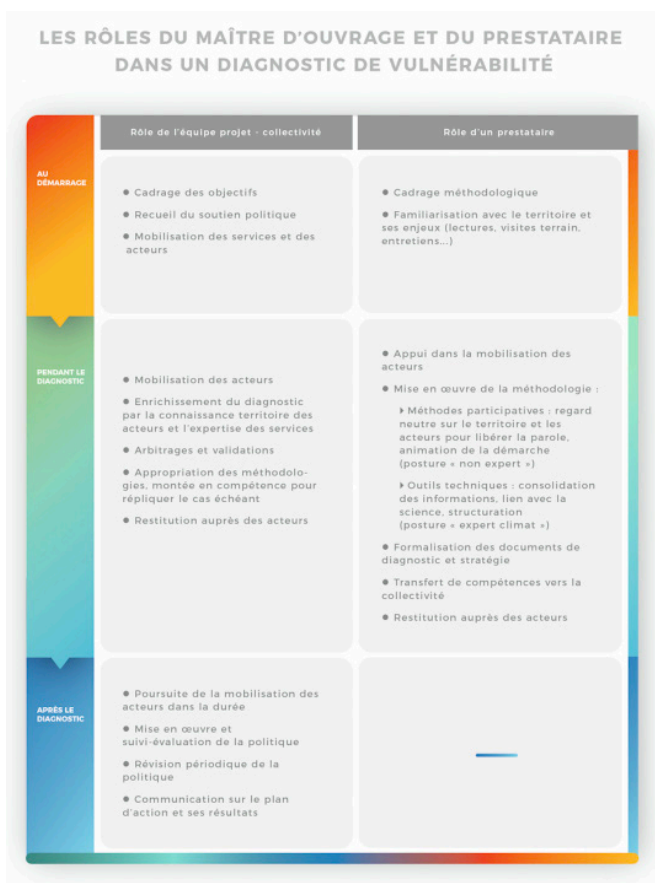 LES RÔLES DU MAÎTRE D'OUVRAGE ET DU PRESTATAIRE
DANS UN DIAGNOSTIC DE VULNÉRABILITÉ
Rôle de l'équipe projet - collectivité
Rôle d'un prestataire
AU
DÉMARRAGE
● Cadrage des objectifs
● Recueil du soutien politique
● Mobilisation des services et des
acteurs
● Cadrage méthodologique
● Familiarisation avec le territoire et
ses enjeux (lectures, visites terrain,
entretiens...)
PENDANT LE
DIAGNOSTIC
● Mobilisation des acteurs
● Enrichissement du diagnostic
par la connaissance territoire des
acteurs et l'expertise des services
● Arbitrages et validations
● Appropriation des méthodolo-
gies, montée en compétence pour
répliquer le cas échéant
● Restitution auprès des acteurs
● Appui dans la mobilisation des
acteurs
● Mise en œuvre de la méthodologie :
▸ Méthodes participatives : regard
neutre sur le territoire et les
acteurs pour libérer la parole,
animation de la démarche
(posture « non expert »)
▸ Outils techniques : consolidation
des informations, lien avec la
science, structuration
(posture « expert climat »)
● Formalisation des documents de
diagnostic et stratégie
● Transfert de compétences vers la
collectivité
● Restitution auprès des acteurs
APRÈS LE
DIAGNOSTIC
● Poursuite de la mobilisation des
acteurs dans la durée
● Mise en œuvre et
suivi-évaluation de la politique
● Révision périodique de la
politique
● Communication sur le plan
d'action et ses résultats